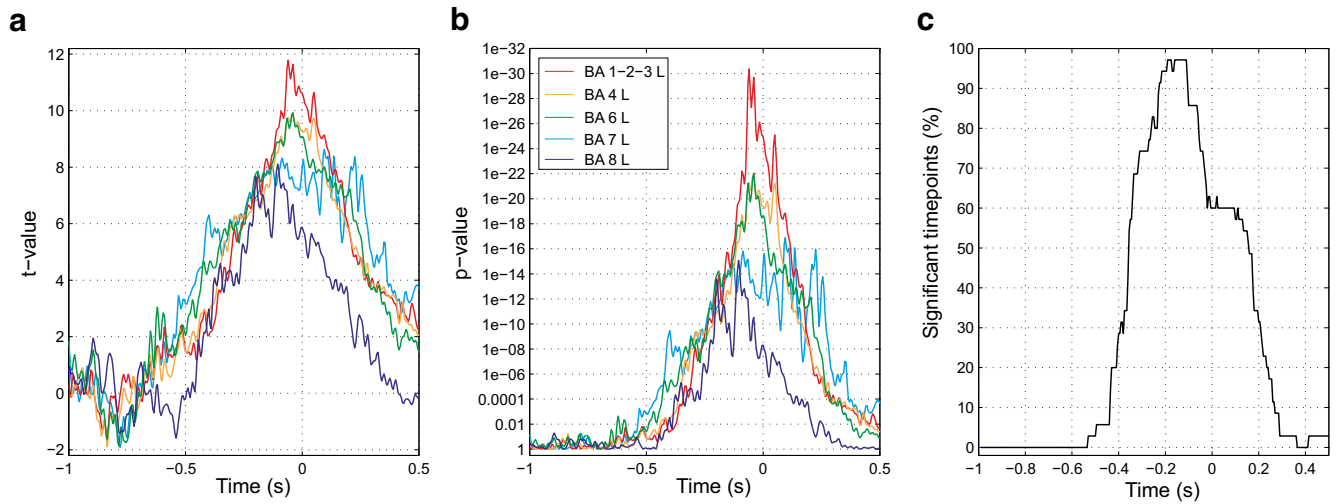 a
b
c
12
10
8
6
4
2
0
−2
t−value
−1
−0.5
0
0.5
Time (s)
1e−32
1e−30
1e−28
1e−26
1e−24
1e−22
1e−20
1e−18
1e−16
1e−14
1e−12
1e−10
1e−08
1e−06
0.0001
0.01
1
p−value
BA 1−2−3 L
BA 4 L
BA 6 L
BA 7 L
BA 8 L
−1
−0.5
0
0.5
Time (s)
100
90
80
70
60
50
40
30
20
10
0
Significant timepoints (%)
−1
−0.8
−0.6
−0.4
−0.2
0
0.2
0.4
Time (s)